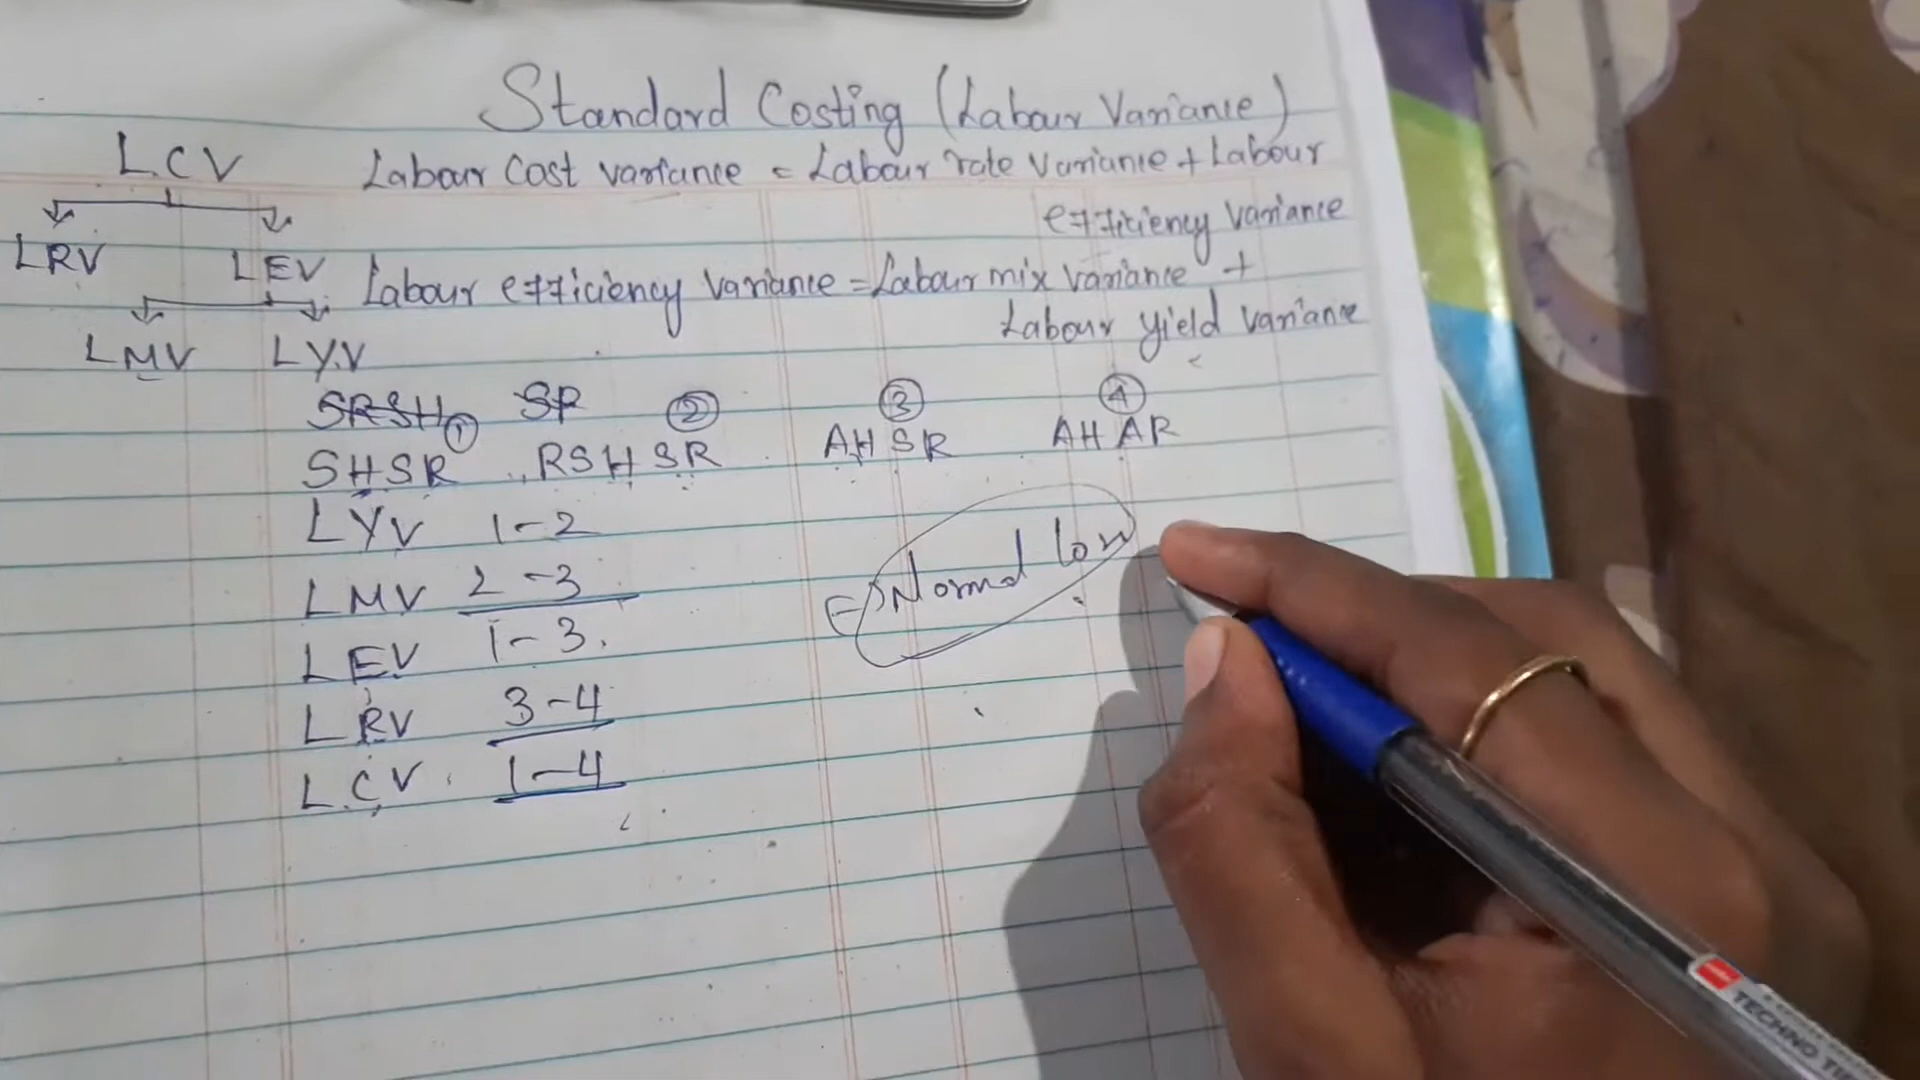 Standard Costing (Labour Variance)
L.C.V
Labour Cost variance = Labour rate Variance + Labour
efficiency Variance
LRV LEV
Labour efficiency Variance = Labour mix Variance +
Labour yield variance
LMV LY.V
SRSH SR
① ② ③ ④
SHSR RSH SR AH SR AH AR
LYV 1-2
LMV 2-3
LEV 1-3.
LRV 3-4
L.C.V 1-4
Normal
TECHNO